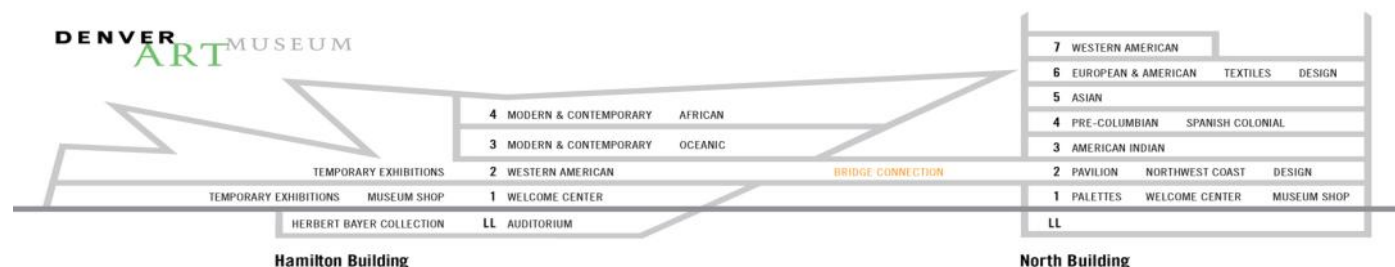 DENVER
ART MUSEUM
4 MODERN & CONTEMPORARY AFRICAN
3 MODERN & CONTEMPORARY OCEANIC
TEMPORARY EXHIBITIONS 2 WESTERN AMERICAN
TEMPORARY EXHIBITIONS MUSEUM SHOP 1 WELCOME CENTER
HERBERT BAYER COLLECTION LL AUDITORIUM
Hamilton Building
BRIDGE CONNECTION
7 WESTERN AMERICAN
6 EUROPEAN & AMERICAN TEXTILES DESIGN
5 ASIAN
4 PRE-COLUMBIAN SPANISH COLONIAL
3 AMERICAN INDIAN
2 PAVILION NORTHWEST COAST DESIGN
1 PALETTES WELCOME CENTER MUSEUM SHOP
LL
North Building